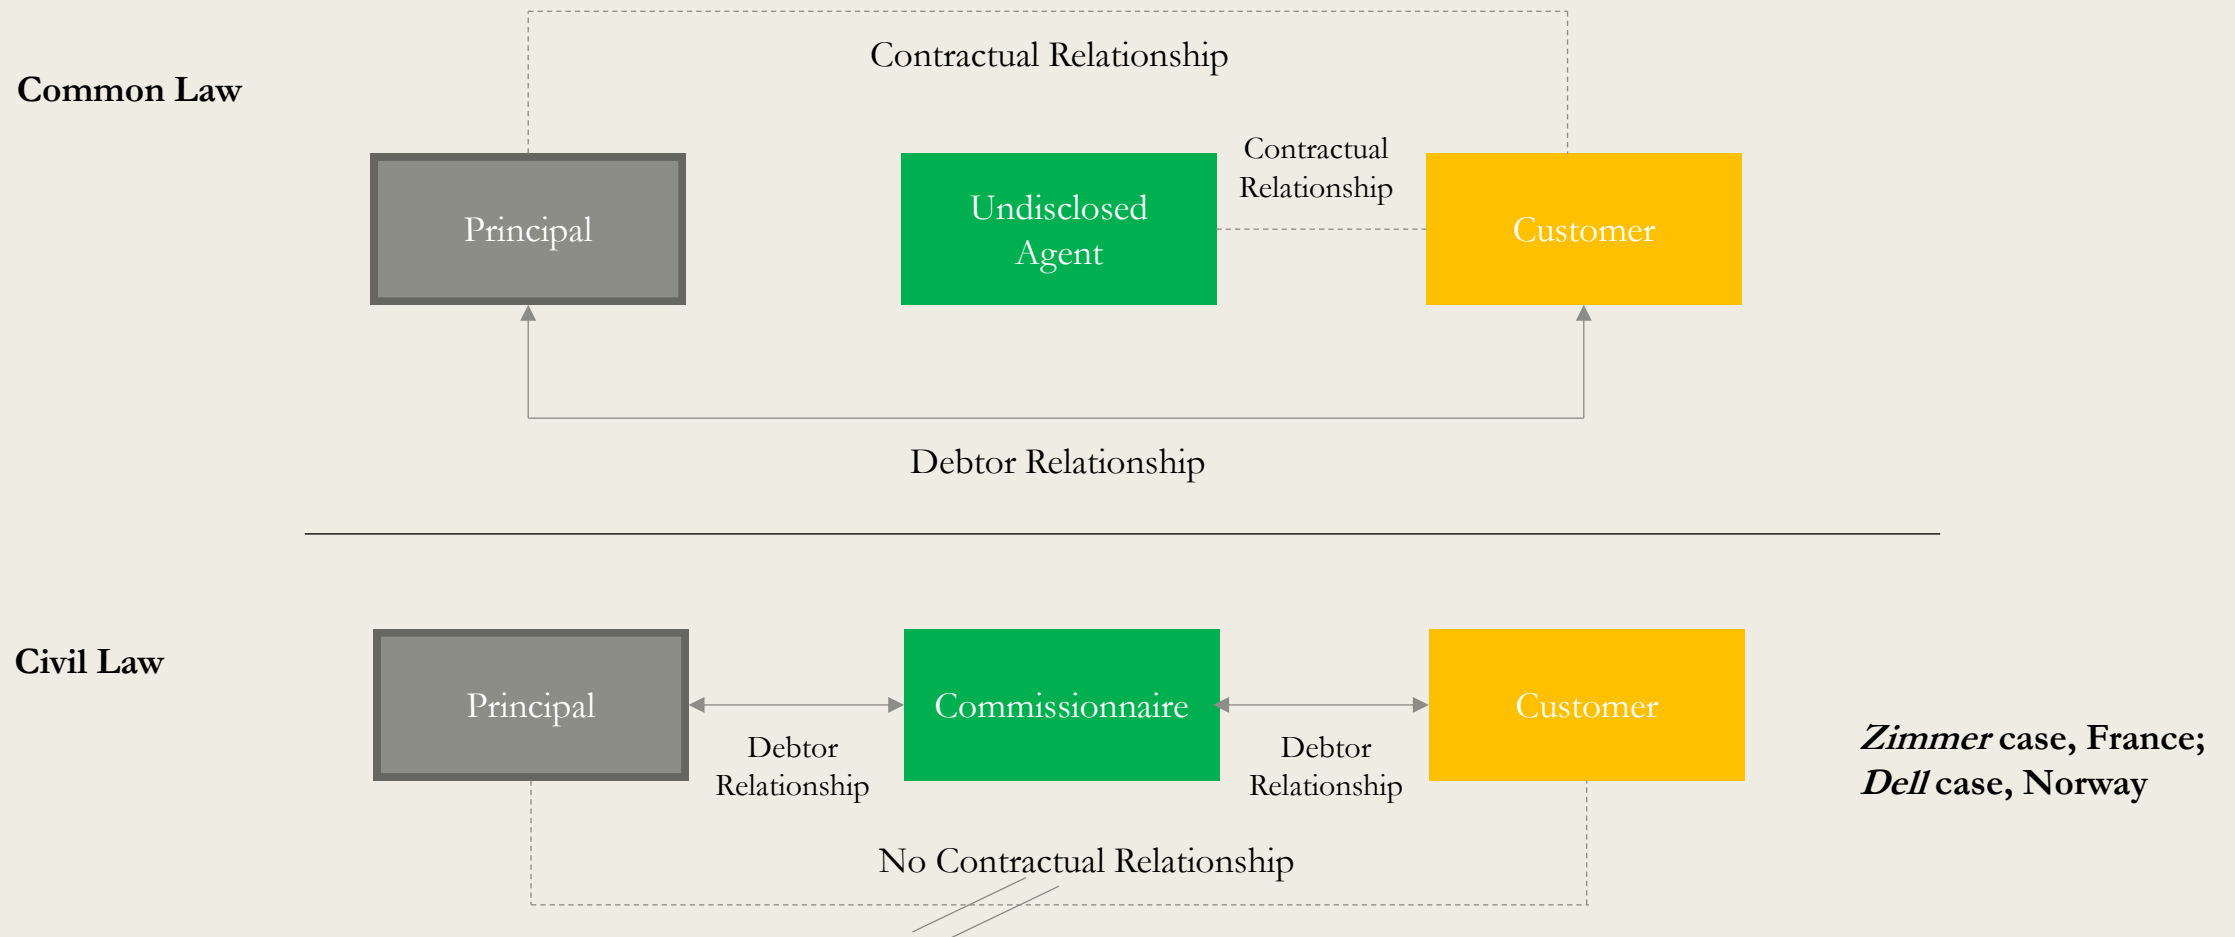 Contractual Relationship
Common Law
Contractual
Relationship
Principal
Undisclosed
Agent
Customer
Debtor Relationship
Civil Law
Principal
Commissionnaire
Customer
Debtor
Relationship
Debtor
Relationship
Zimmer case, France;
Dell case, Norway
No Contractual Relationship